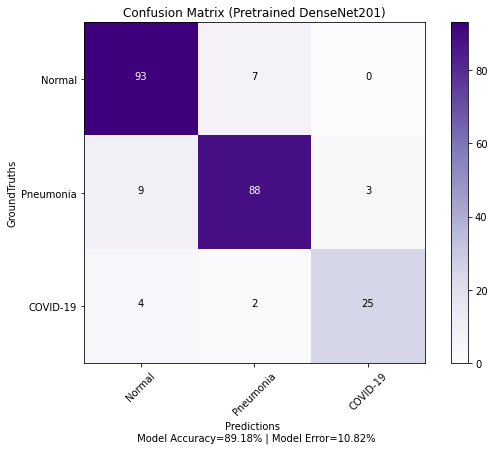 Confusion Matrix (Pretrained DenseNet201)
GroundTruths
Normal 93 7 0
Pneumonia 9 88 3
COVID-19 4 2 25
Normal Pneumonia COVID-19
Predictions
Model Accuracy=89.18% | Model Error=10.82%
80
60
40
20
0